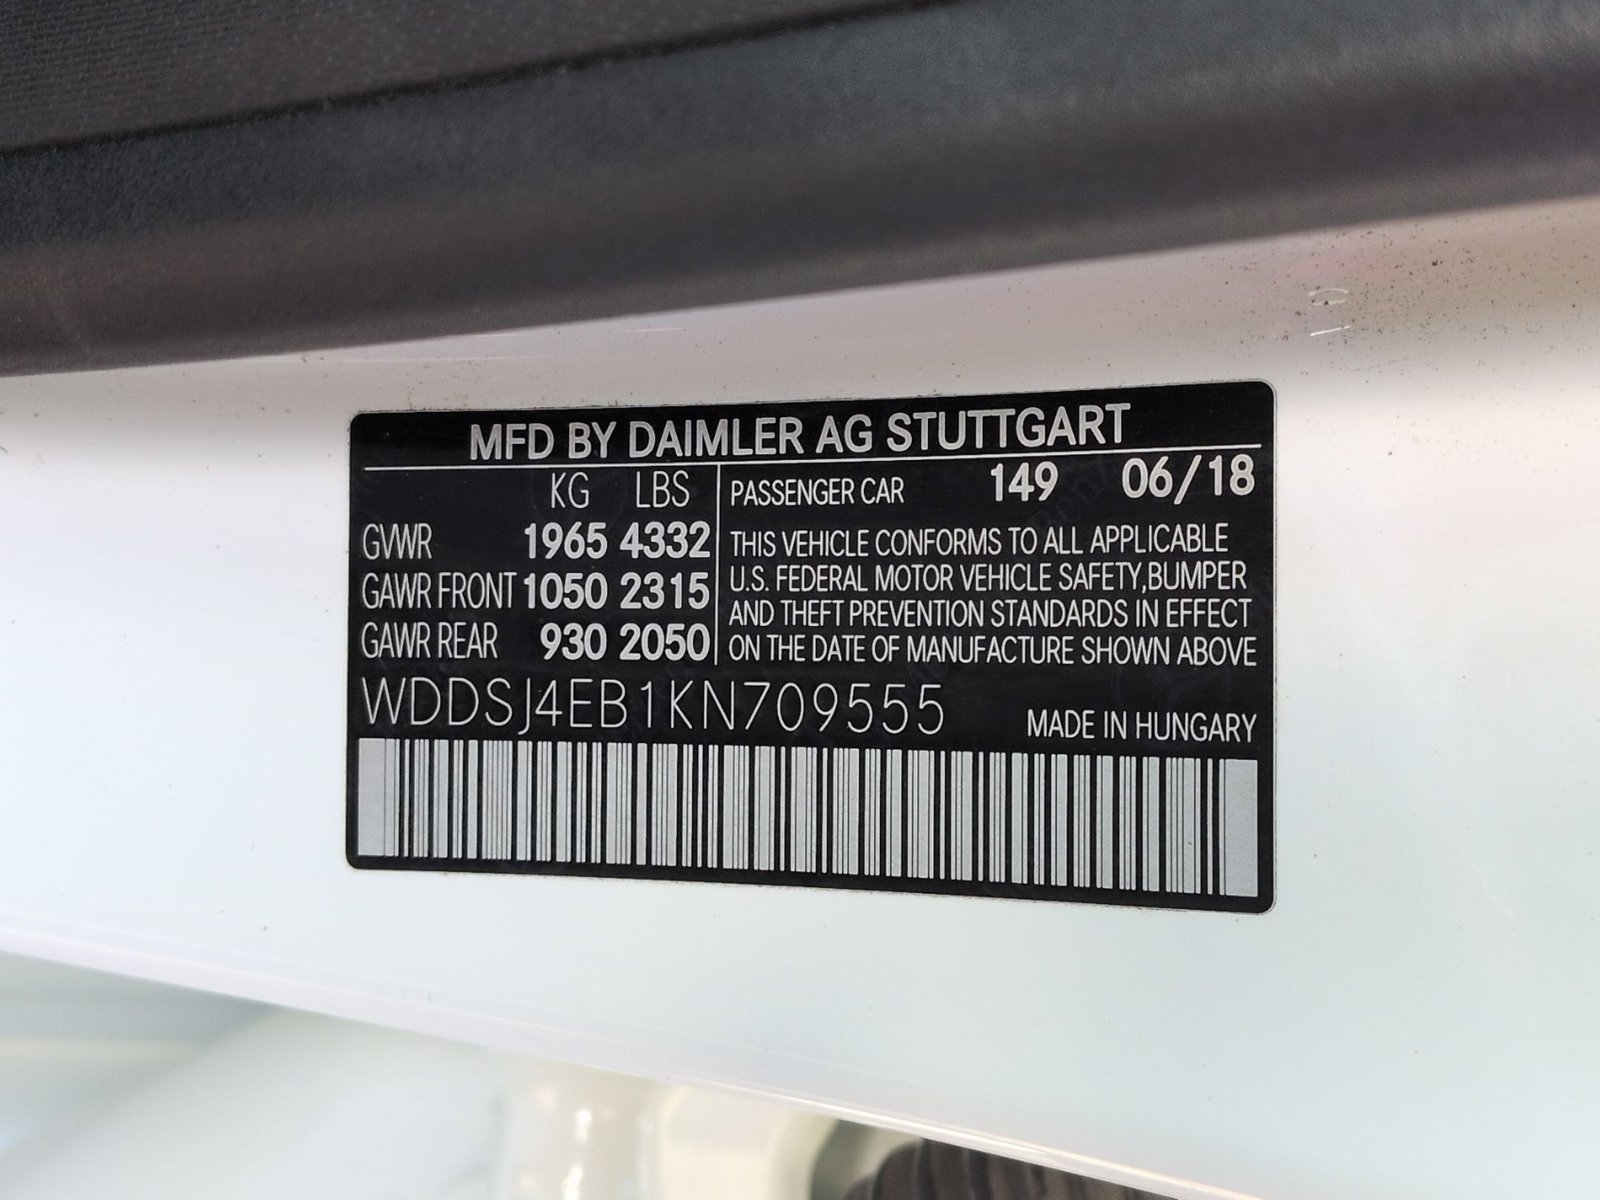 MFD BY DAIMLER AG STUTTGART
KG LBS
GVWR 1965 4332
GAWR FRONT 1050 2315
GAWR REAR 930 2050
PASSENGER CAR 149 06/18
THIS VEHICLE CONFORMS TO ALL APPLICABLE
U.S. FEDERAL MOTOR VEHICLE SAFETY,BUMPER
AND THEFT PREVENTION STANDARDS IN EFFECT
ON THE DATE OF MANUFACTURE SHOWN ABOVE
WDDSJ4EB1KN709555
MADE IN HUNGARY